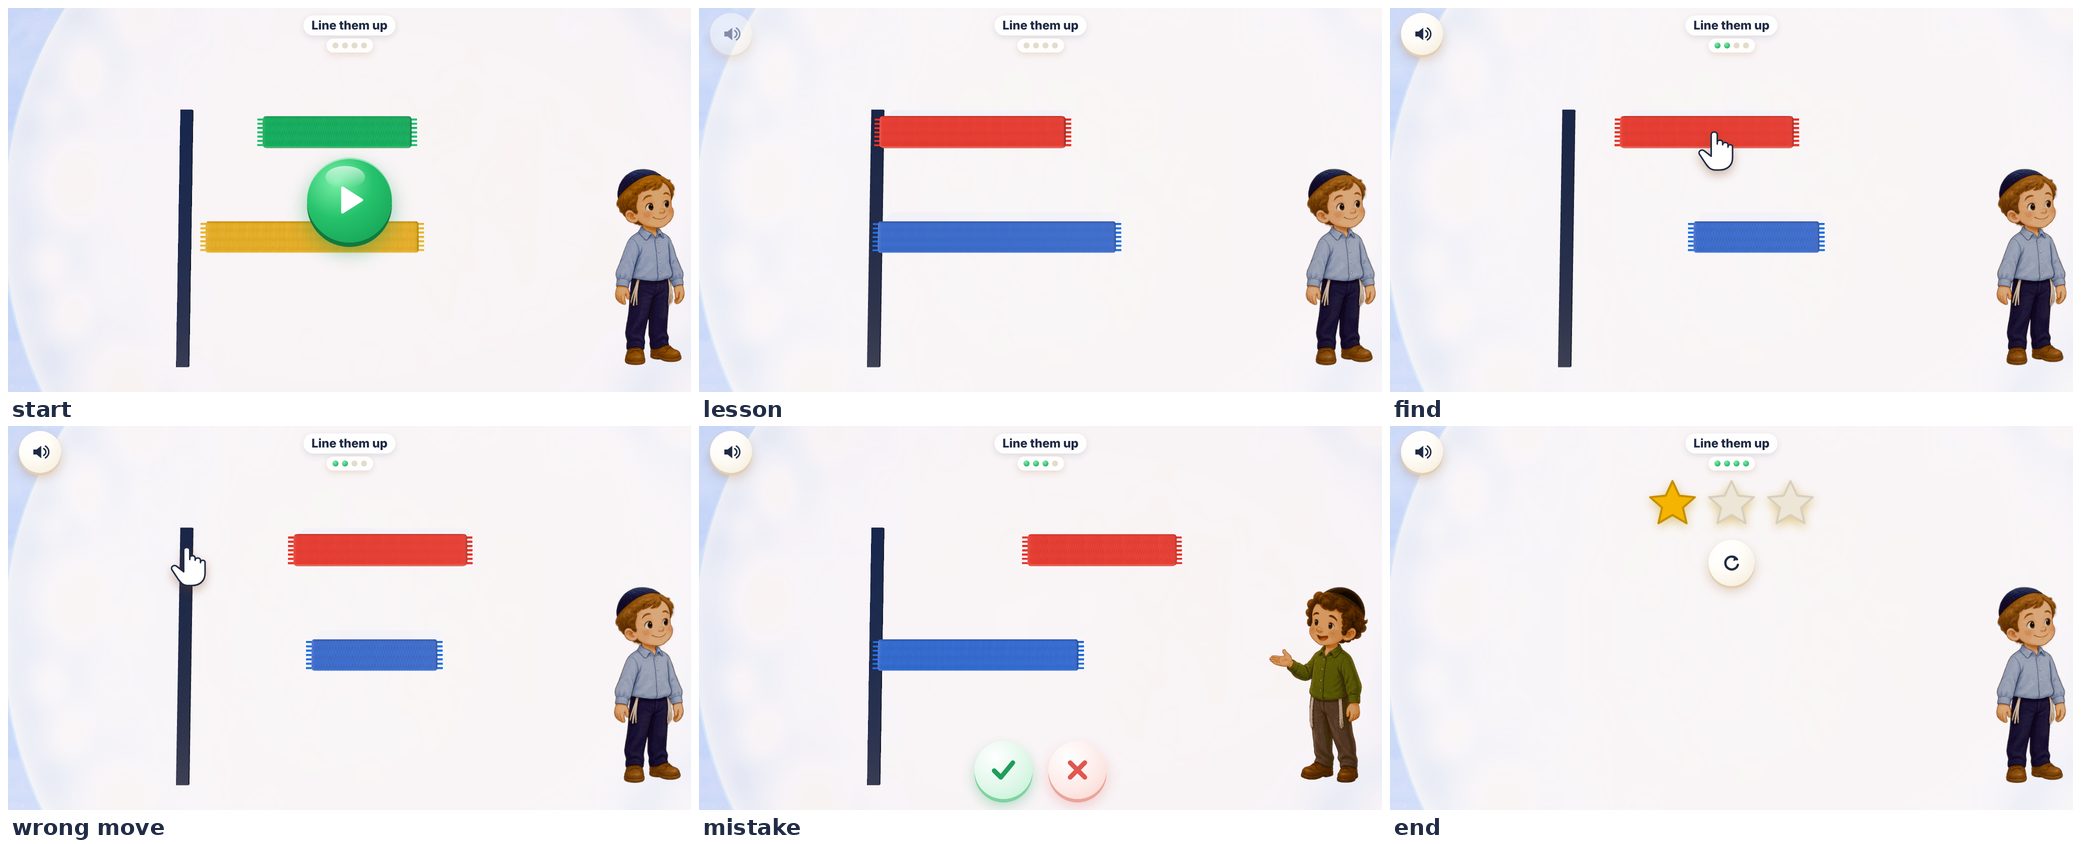 Line them up
Line them up
Line them up
start
lesson
find
Line them up
Line them up
Line them up
wrong move
mistake
end